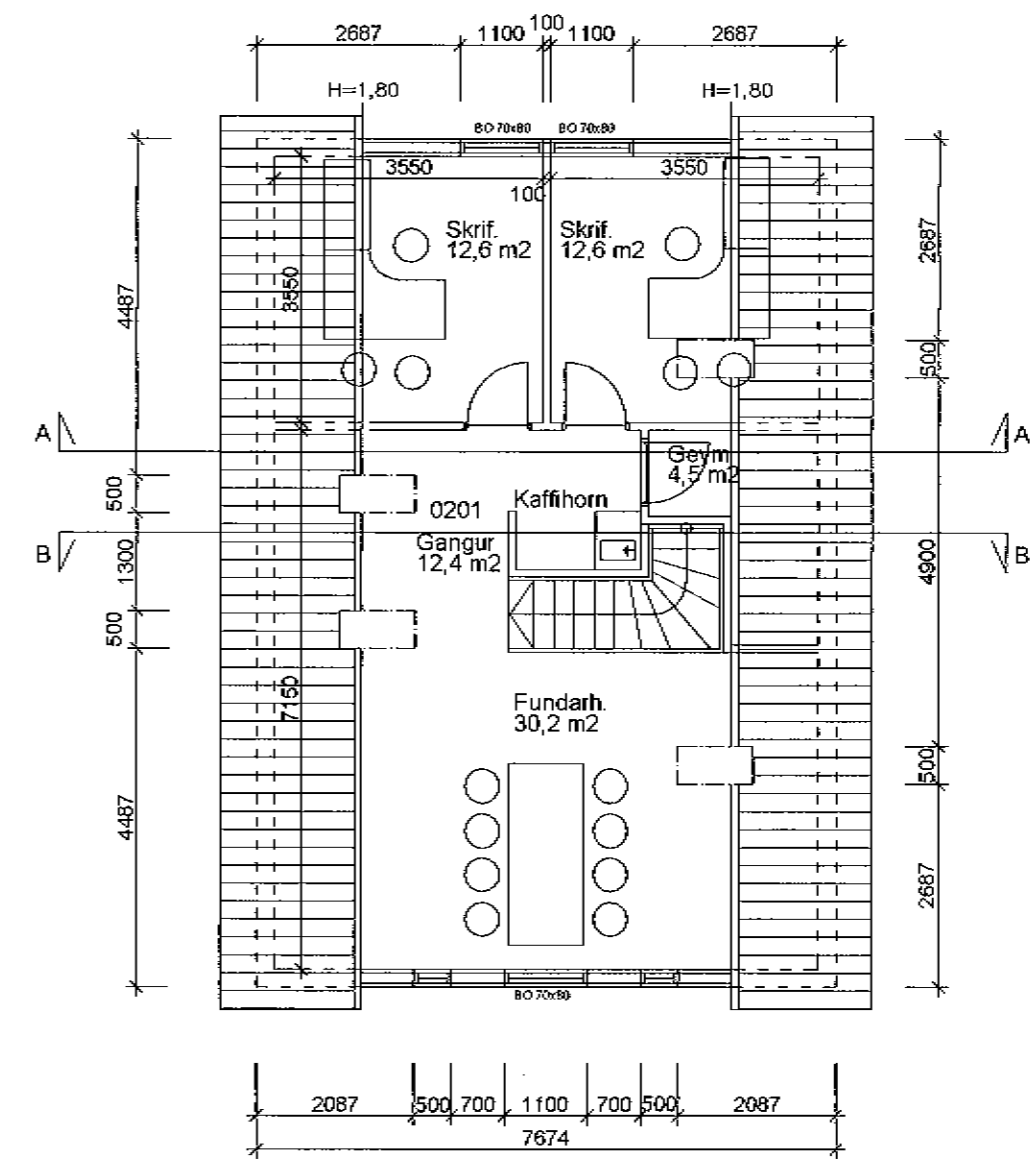 2687 1100 100 1100 2687
H=1,80 H=1,80
BO 70x80 BO 70x80
3550 3550
100
Skrif.
12,6 m2
Skrif.
12,6 m2
4487
3550
2687
500
A A
Geym
4,5 m2
500
0201
Kaffihorn
B B
Gangur
12,4 m2
1300
4900
500
7150
Fundarh.
30,2 m2
500
4487
2687
BO 70x80
2087 500 700 1100 700 500 2087
7674